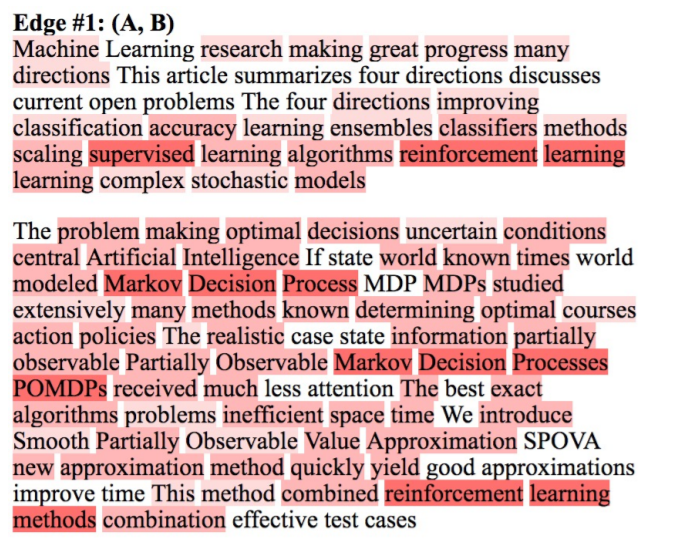 Edge #1: (A, B)
Machine Learning research making great progress many
directions This article summarizes four directions discusses
current open problems The four directions improving
classification accuracy learning ensembles classifiers methods
scaling supervised learning algorithms reinforcement learning
learning complex stochastic models
The problem making optimal decisions uncertain conditions
central Artificial Intelligence If state world known times world
modeled Markov Decision Process MDP MDPs studied
extensively many methods known determining optimal courses
action policies The realistic case state information partially
observable Partially Observable Markov Decision Processes
POMDPs received much less attention The best exact
algorithms problems inefficient space time We introduce
Smooth Partially Observable Value Approximation SPOVA
new approximation method quickly yield good approximations
improve time This method combined reinforcement learning
methods combination effective test cases